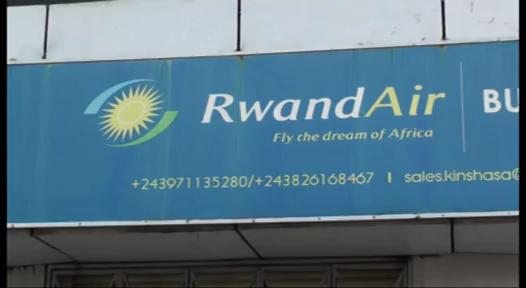 RwandAir BU
Fly the dream of Africa
+243971135280/+243826168467 | sales.kinshasa@